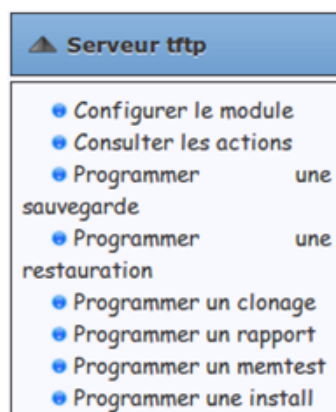 Serveur tftp
Configurer le module
Consulter les actions
Programmer une
sauvegarde
Programmer une
restauration
Programmer un clonage
Programmer un rapport
Programmer un memtest
Programmer une install